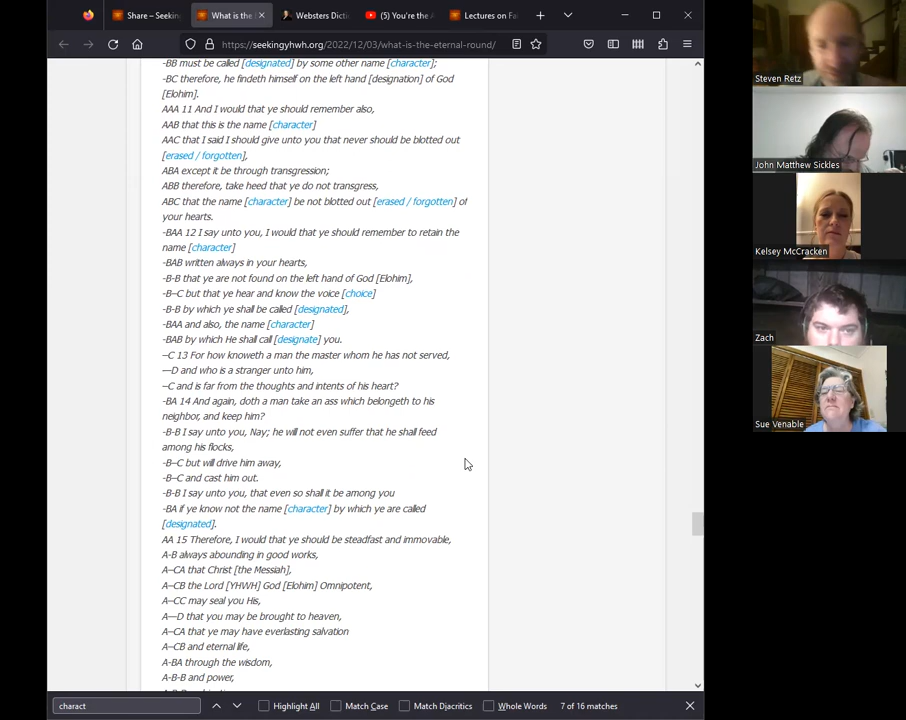 Share – Seekin
What is the
Websters Dicti
(5) You're the A
Lectures on Fa
https://seekingyhwh.org/2022/12/03/what-is-the-eternal-round/
-BB must be called [designated] by some other name [character];
-BC therefore, he findeth himself on the left hand [designation] of God
[Elohim].
AAA 11 And I would that ye should remember also,
AAB that this is the name [character]
AAC that I said I should give unto you that never should be blotted out
[erased / forgotten],
ABA except it be through transgression;
ABB therefore, take heed that ye do not transgress,
ABC that the name [character] be not blotted out [erased / forgotten] of
your hearts.
-BAA 12 I say unto you, I would that ye should remember to retain the
name [character]
-BAB written always in your hearts,
-B-B that ye are not found on the left hand of God [Elohim],
-B–C but that ye hear and know the voice [choice]
-B-B by which ye shall be called [designated],
-BAA and also, the name [character]
-BAB by which He shall call [designate] you.
–C 13 For how knoweth a man the master whom he has not served,
—D and who is a stranger unto him,
–C and is far from the thoughts and intents of his heart?
-BA 14 And again, doth a man take an ass which belongeth to his
neighbor, and keep him?
-B-B I say unto you, Nay; he will not even suffer that he shall feed
among his flocks,
-B–C but will drive him away,
-B–C and cast him out.
-B-B I say unto you, that even so shall it be among you
-BA if ye know not the name [character] by which ye are called
[designated].
AA 15 Therefore, I would that ye should be steadfast and immovable,
A-B always abounding in good works,
A–CA that Christ [the Messiah],
A–CB the Lord [YHWH] God [Elohim] Omnipotent,
A–CC may seal you His,
A—D that you may be brought to heaven,
A–CA that ye may have everlasting salvation
A–CB and eternal life,
A-BA through the wisdom,
A-B-B and power,
charact
Highlight All
Match Case
Match Diacritics
Whole Words
7 of 16 matches
Steven Retz
John Matthew Sickles
Kelsey McCracken
Zach
Sue Venable